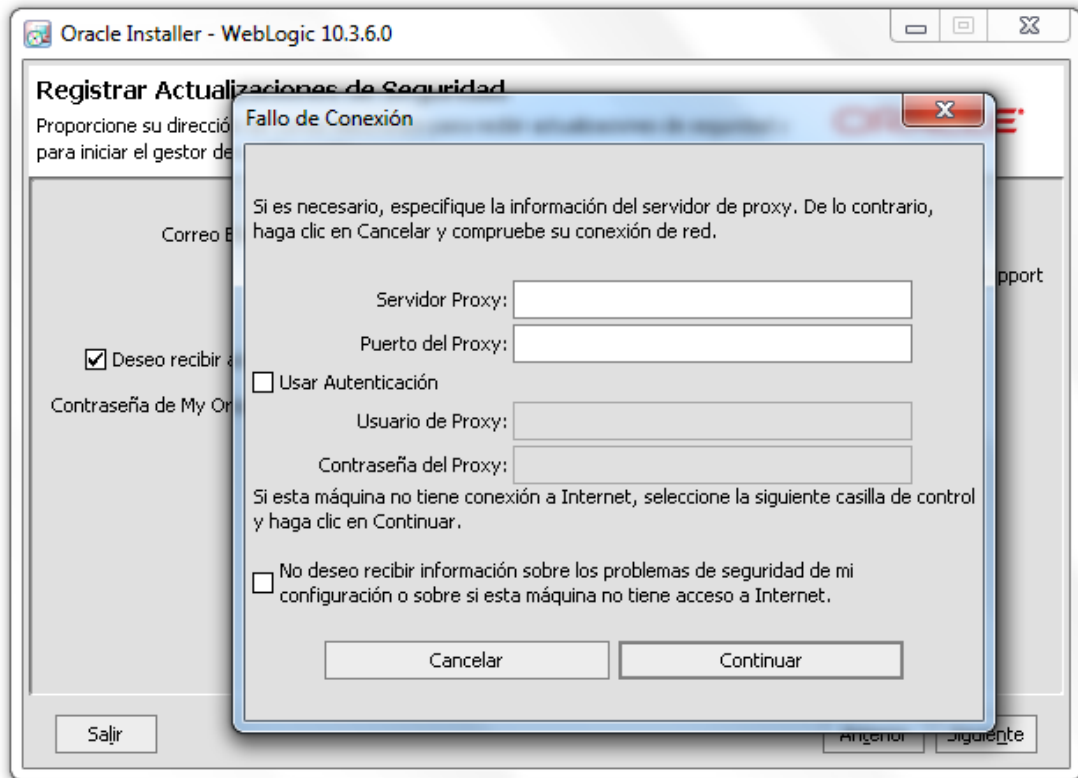 Oracle Installer - WebLogic 10.3.6.0
Registrar Actualizaciones de Seguridad
Proporcione su direcció
para iniciar el gestor de
Correo E
pport
Deseo recibir a
Contraseña de My Or
Fallo de Conexión
Si es necesario, especifique la información del servidor de proxy. De lo contrario,
haga clic en Cancelar y compruebe su conexión de red.
Servidor Proxy:
Puerto del Proxy:
Usar Autenticación
Usuario de Proxy:
Contraseña del Proxy:
Si esta máquina no tiene conexión a Internet, seleccione la siguiente casilla de control
y haga clic en Continuar.
No deseo recibir información sobre los problemas de seguridad de mi
configuración o sobre si esta máquina no tiene acceso a Internet.
Cancelar Continuar
Salir Anterior Siguiente